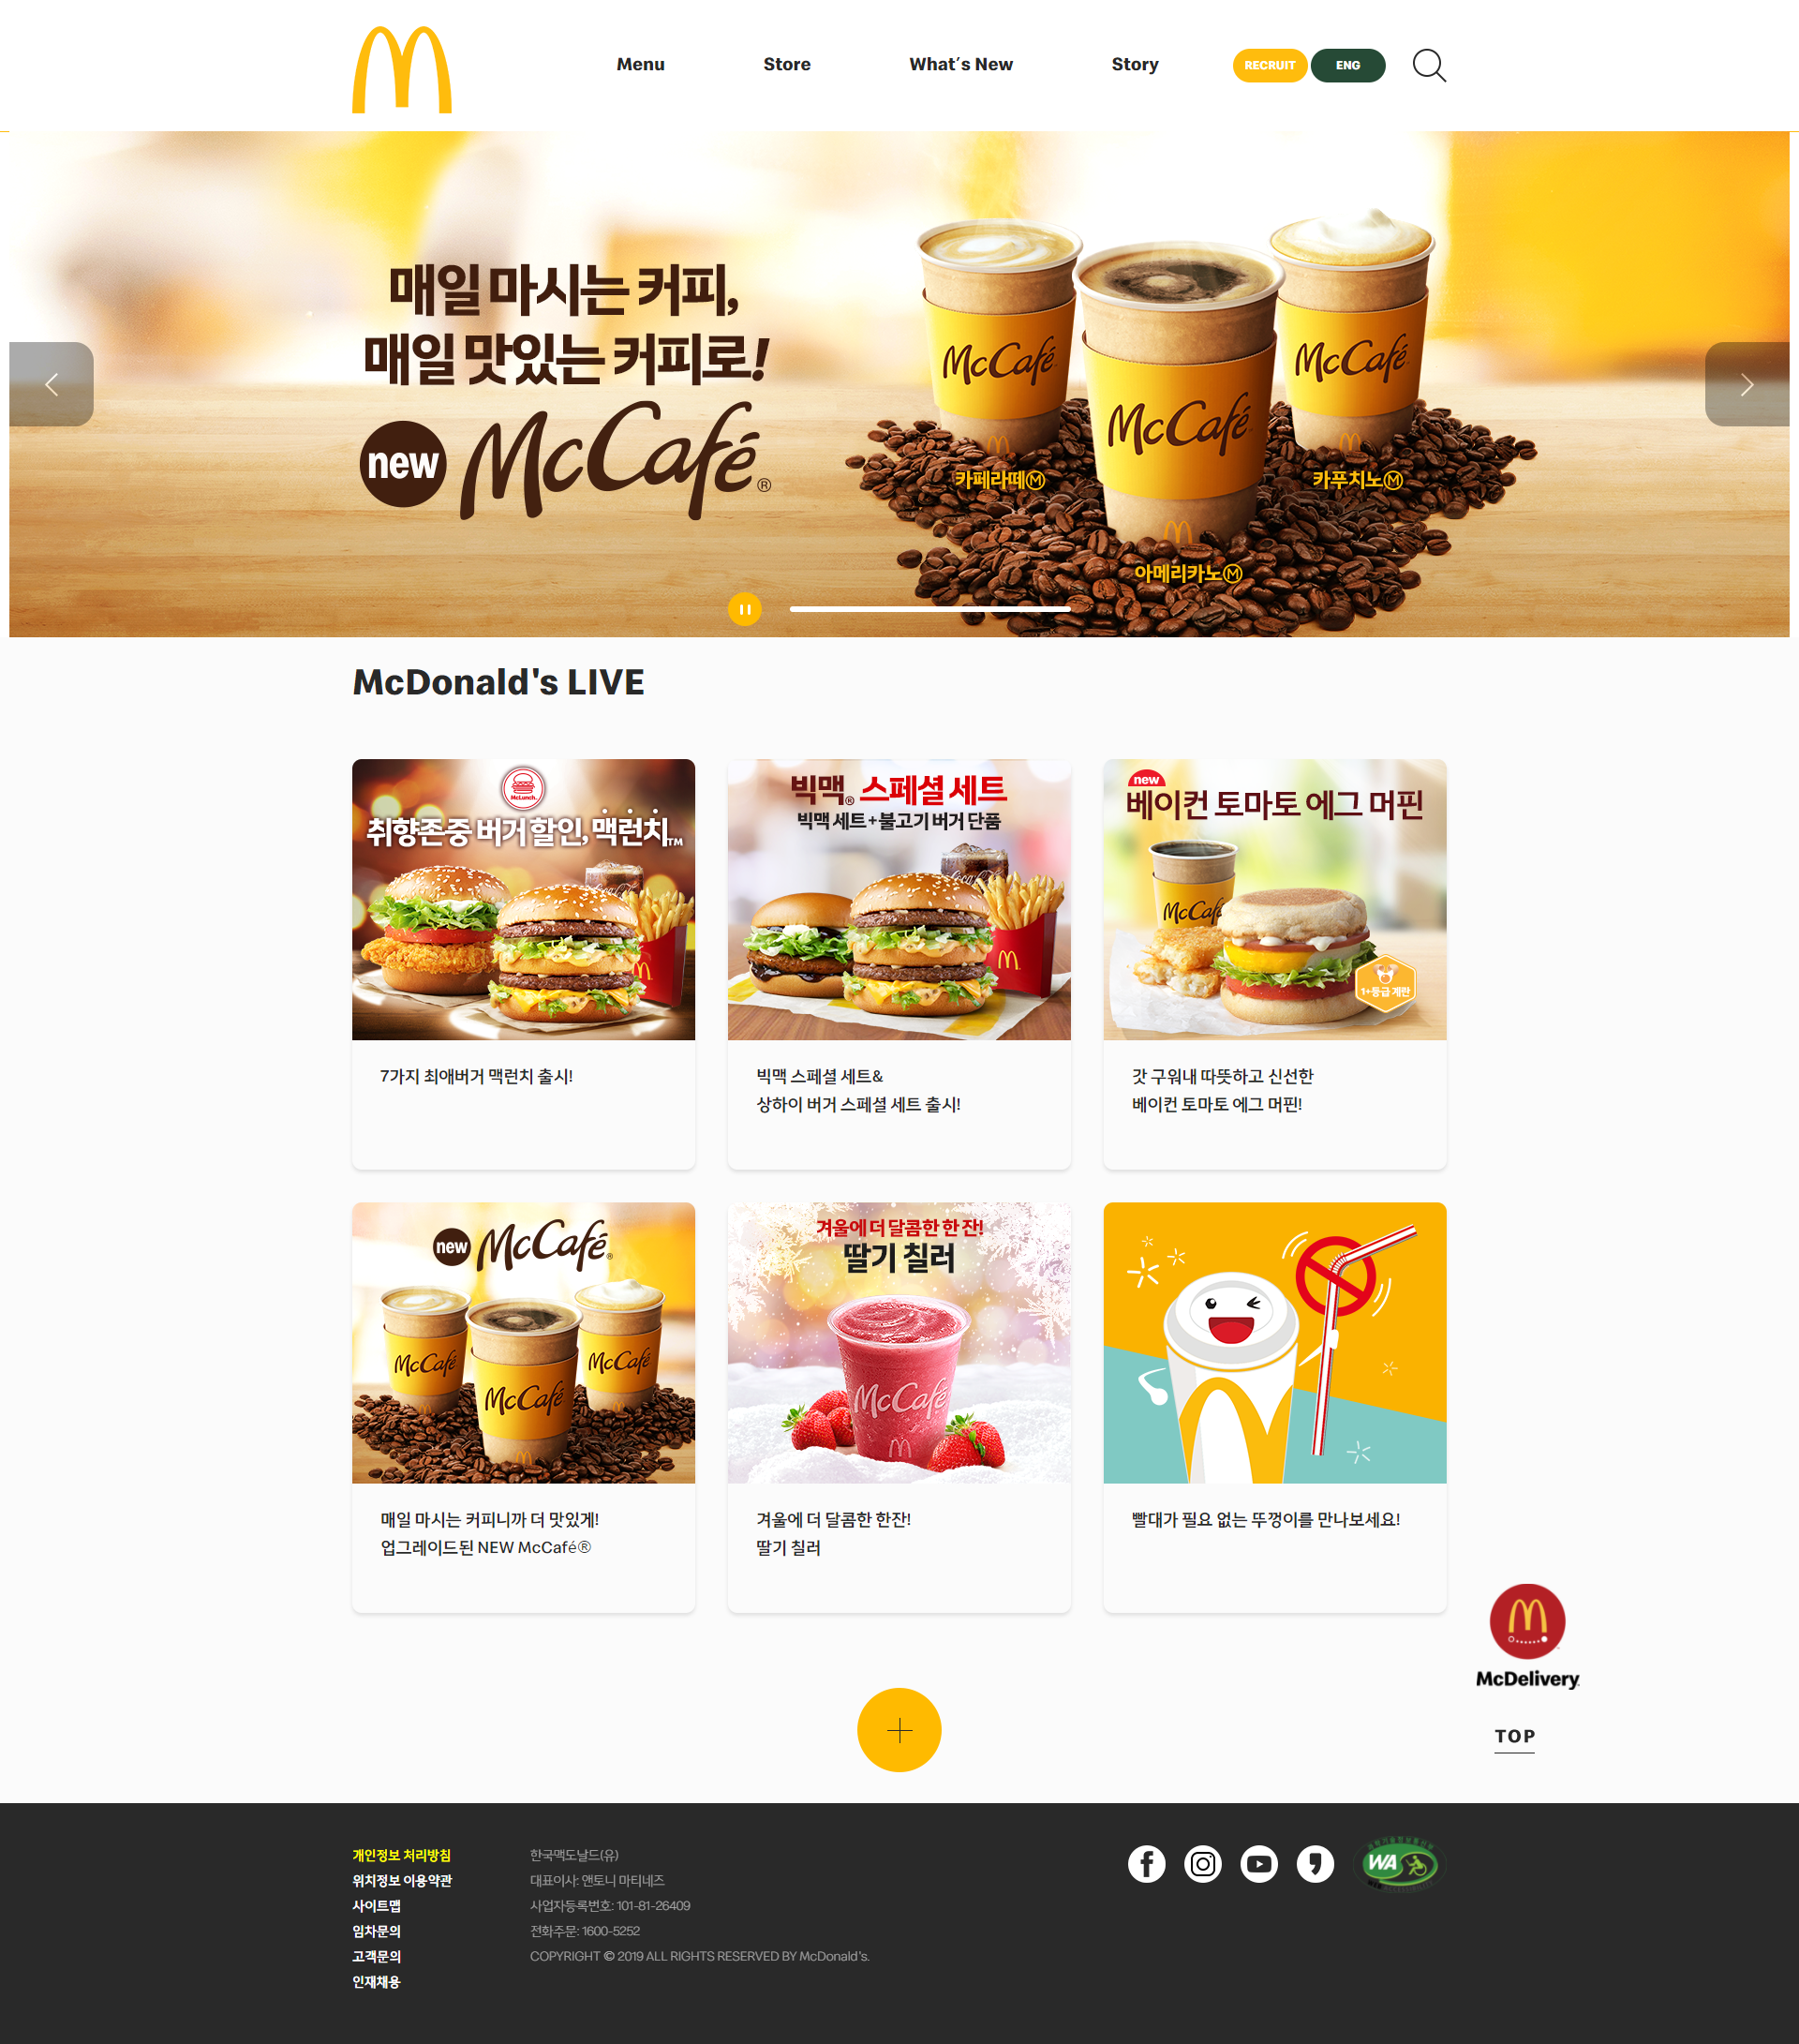 Menu
Store
What's New
Story
RECRUIT
ENG
매일 마시는 커피,
매일 맛있는 커피로!
new McCafé®
McCafé
McCafé
McCafé
카페라떼Ⓜ
카푸치노Ⓜ
아메리카노Ⓜ
McDonald's LIVE
McLunch
취향존중 버거 할인, 맥런치TM
7가지 최애버거 맥런치 출시!
빅맥® 스페셜 세트
빅맥 세트+불고기 버거 단품
빅맥 스페셜 세트&
상하이 버거 스페셜 세트 출시!
new
베이컨 토마토 에그 머핀
McCafé
1+등급 계란
갓 구워내 따뜻하고 신선한
베이컨 토마토 에그 머핀!
new McCafé®
McCafé
McCafé
McCafé
매일 마시는 커피니까 더 맛있게!
업그레이드된 NEW McCafé®
겨울에 더 달콤한 한 잔!
딸기 칠러
McCafé
겨울에 더 달콤한 한잔!
딸기 칠러
빨대가 필요 없는 뚜껑이를 만나보세요!
McDelivery
TOP
개인정보 처리방침
위치정보 이용약관
사이트맵
임차문의
고객문의
인재채용
한국맥도날드(유)
대표이사: 앤토니 마티네즈
사업자등록번호: 101-81-26409
전화주문: 1600-5252
COPYRIGHT © 2019 ALL RIGHTS RESERVED BY McDonald's.
WA